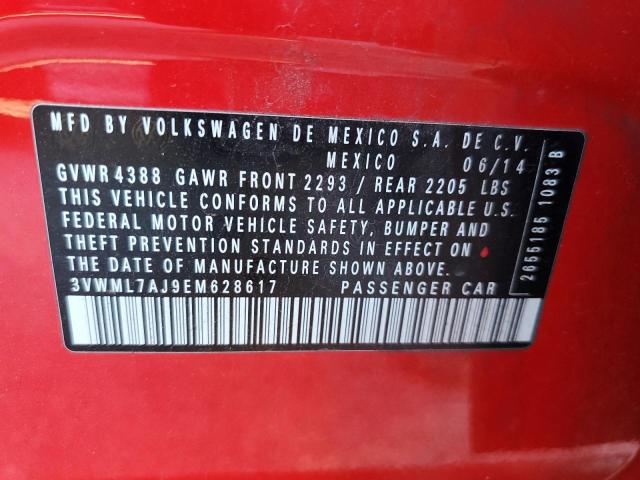 MFD BY VOLKSWAGEN DE MEXICO S.A. DE C.V.
MEXICO 06/14
GVWR 4388 GAWR FRONT 2293 / REAR 2205 LBS
THIS VEHICLE CONFORMS TO ALL APPLICABLE U.S.
FEDERAL MOTOR VEHICLE SAFETY, BUMPER AND
THEFT PREVENTION STANDARDS IN EFFECT ON
THE DATE OF MANUFACTURE SHOWN ABOVE.
3VWML7AJ9EM628617 PASSENGER CAR
2655185 1083 B